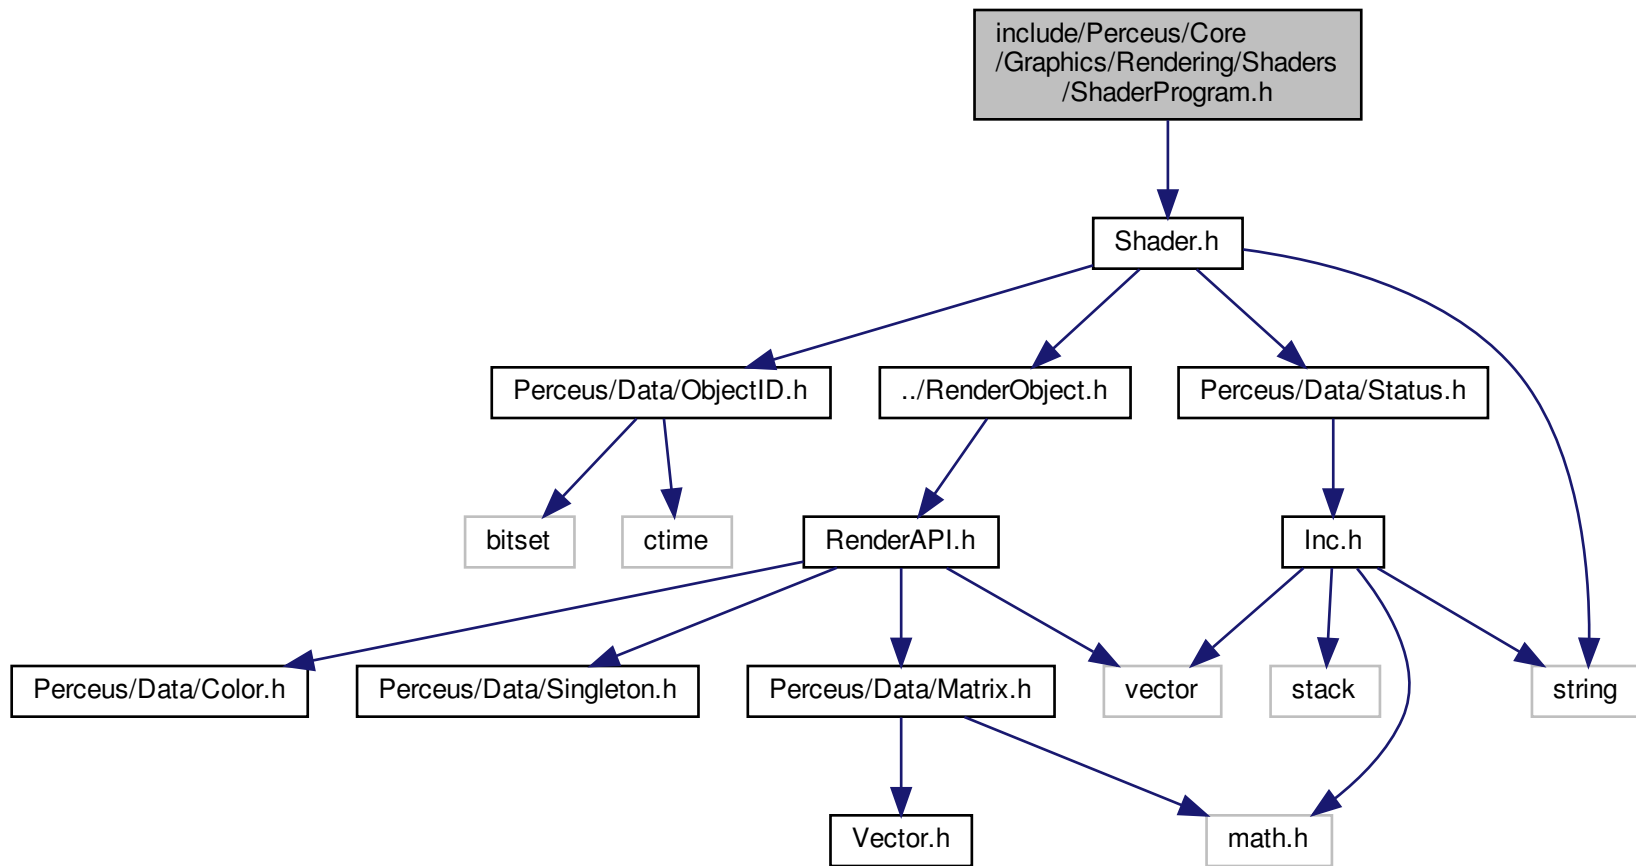 include/Perceus/Core
/Graphics/Rendering/Shaders
/ShaderProgram.h
Shader.h
Perceus/Data/ObjectID.h
../RenderObject.h
Perceus/Data/Status.h
bitset
ctime
RenderAPI.h
Inc.h
Perceus/Data/Color.h
Perceus/Data/Singleton.h
Perceus/Data/Matrix.h
vector
stack
string
Vector.h
math.h